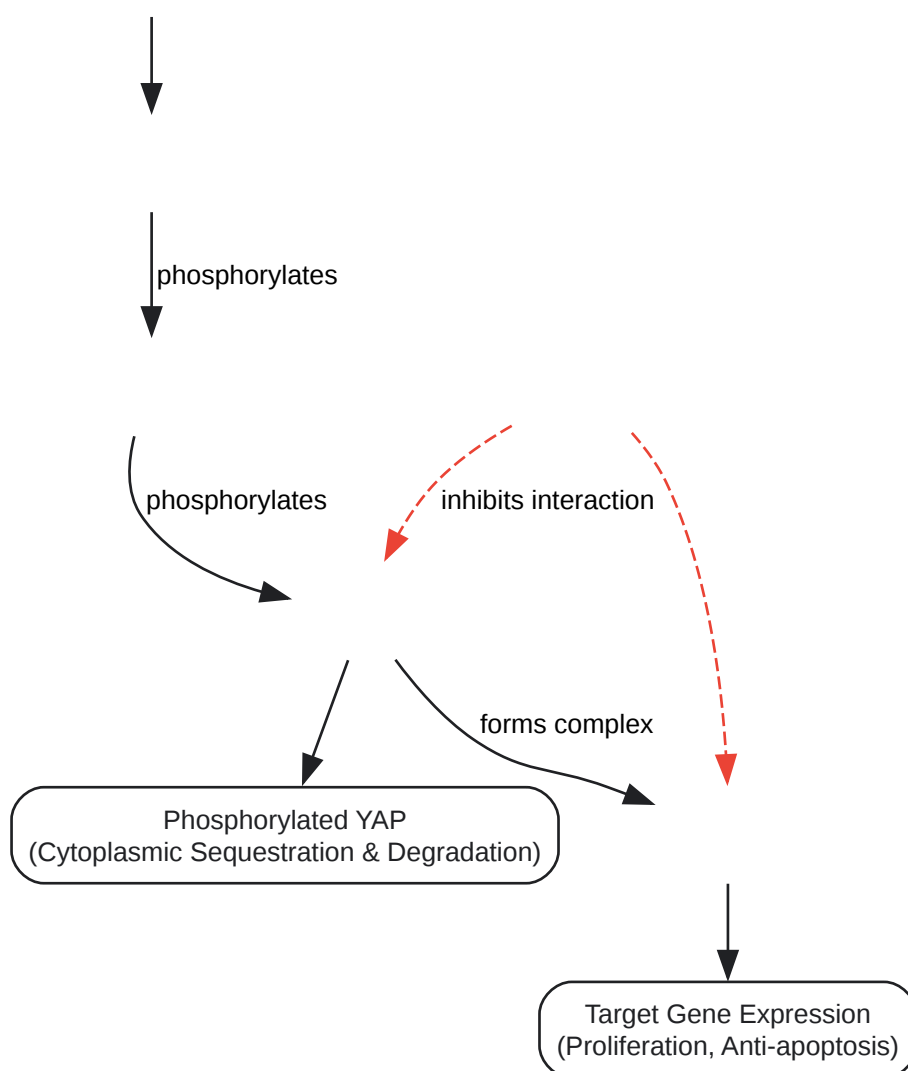 phosphorylates
phosphorylates
inhibits interaction
forms complex
Phosphorylated YAP
(Cytoplasmic Sequestration & Degradation)
Target Gene Expression
(Proliferation, Anti-apoptosis)